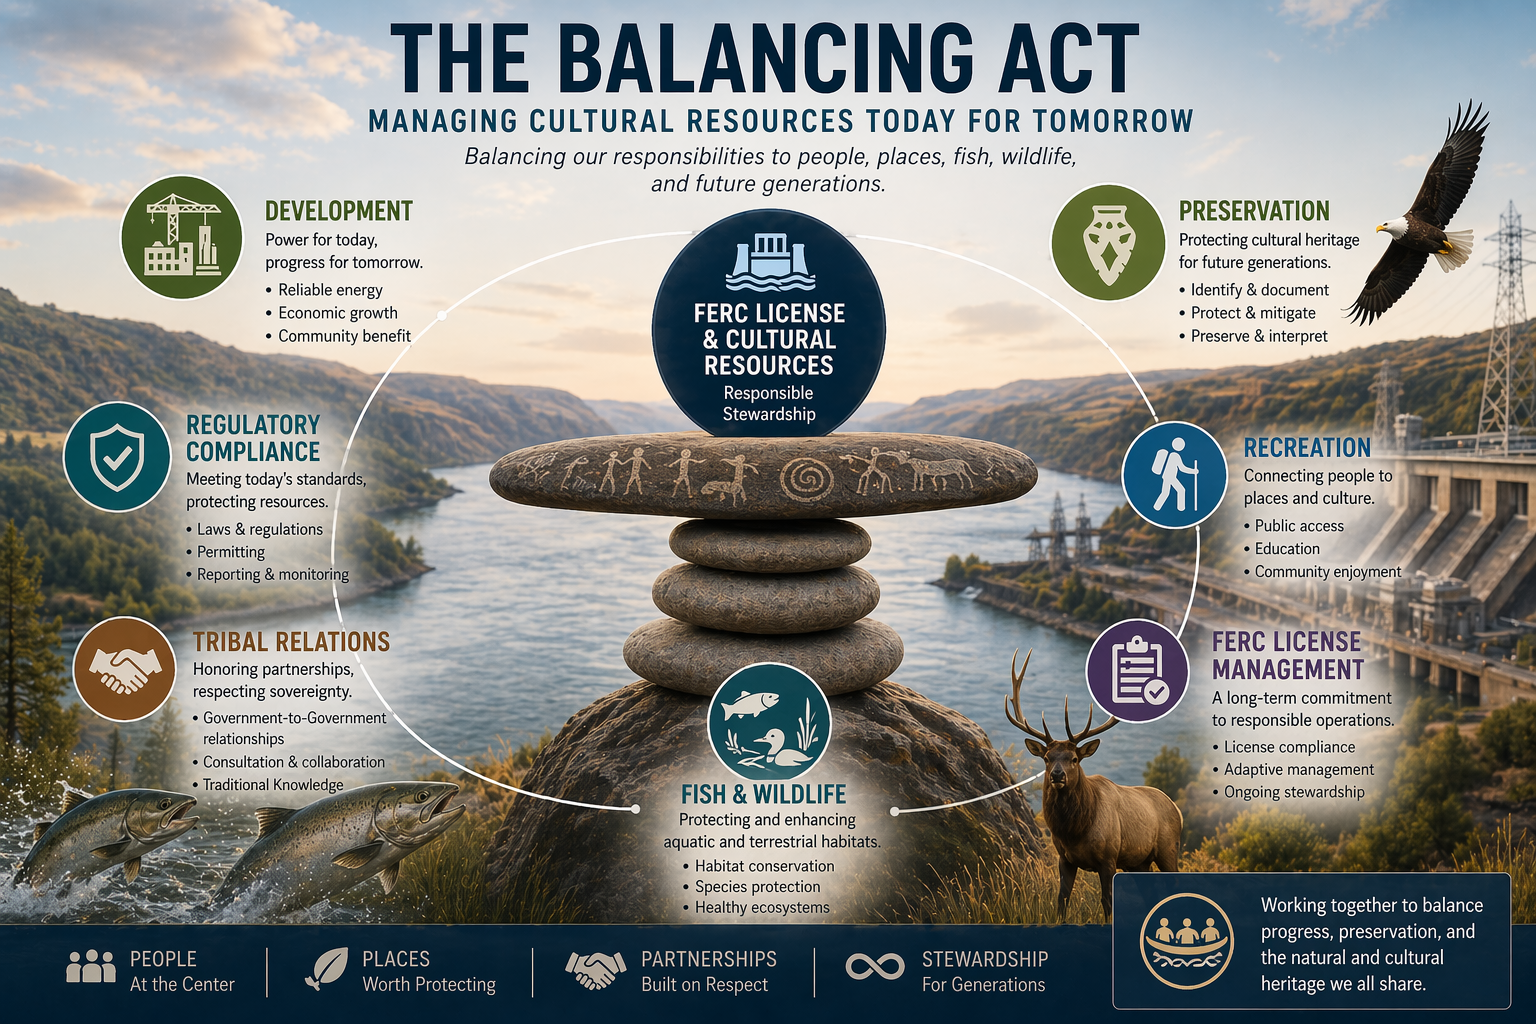 THE BALANCING ACT
MANAGING CULTURAL RESOURCES TODAY FOR TOMORROW
Balancing our responsibilities to people, places, fish, wildlife,
and future generations.
DEVELOPMENT
Power for today,
progress for tomorrow.
• Reliable energy
• Economic growth
• Community benefit
REGULATORY
COMPLIANCE
Meeting today's standards,
protecting resources.
• Laws & regulations
• Permitting
• Reporting & monitoring
TRIBAL RELATIONS
Honoring partnerships,
respecting sovereignty.
• Government-to-Government
relationships
• Consultation & collaboration
• Traditional Knowledge
FERC LICENSE
& CULTURAL
RESOURCES
Responsible
Stewardship
FISH & WILDLIFE
Protecting and enhancing
aquatic and terrestrial habitats.
• Habitat conservation
• Species protection
• Healthy ecosystems
PRESERVATION
Protecting cultural heritage
for future generations.
• Identify & document
• Protect & mitigate
• Preserve & interpret
RECREATION
Connecting people to
places and culture.
• Public access
• Education
• Community enjoyment
FERC LICENSE
MANAGEMENT
A long-term commitment
to responsible operations.
• License compliance
• Adaptive management
• Ongoing stewardship
PEOPLE
At the Center
PLACES
Worth Protecting
PARTNERSHIPS
Built on Respect
STEWARDSHIP
For Generations
Working together to balance
progress, preservation, and
the natural and cultural
heritage we all share.